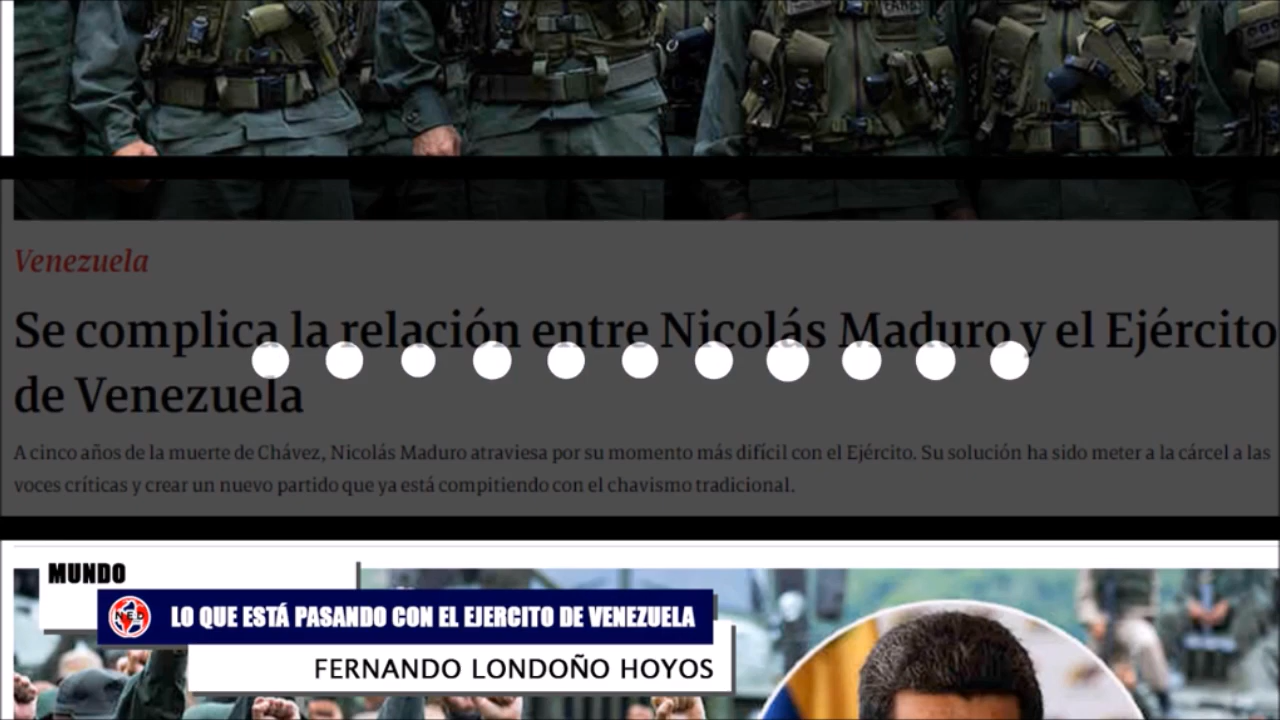 Venezuela
Se complica la relación entre Nicolás Maduro y el Ejército
de Venezuela
A cinco años de la muerte de Chávez, Nicolás Maduro atraviesa por su momento más difícil con el Ejército. Su solución ha sido meter a la cárcel a las
voces críticas y crear un nuevo partido que ya está compitiendo con el chavismo tradicional.
MUNDO
LO QUE ESTÁ PASANDO CON EL EJERCITO DE VENEZUELA
FERNANDO LONDOÑO HOYOS